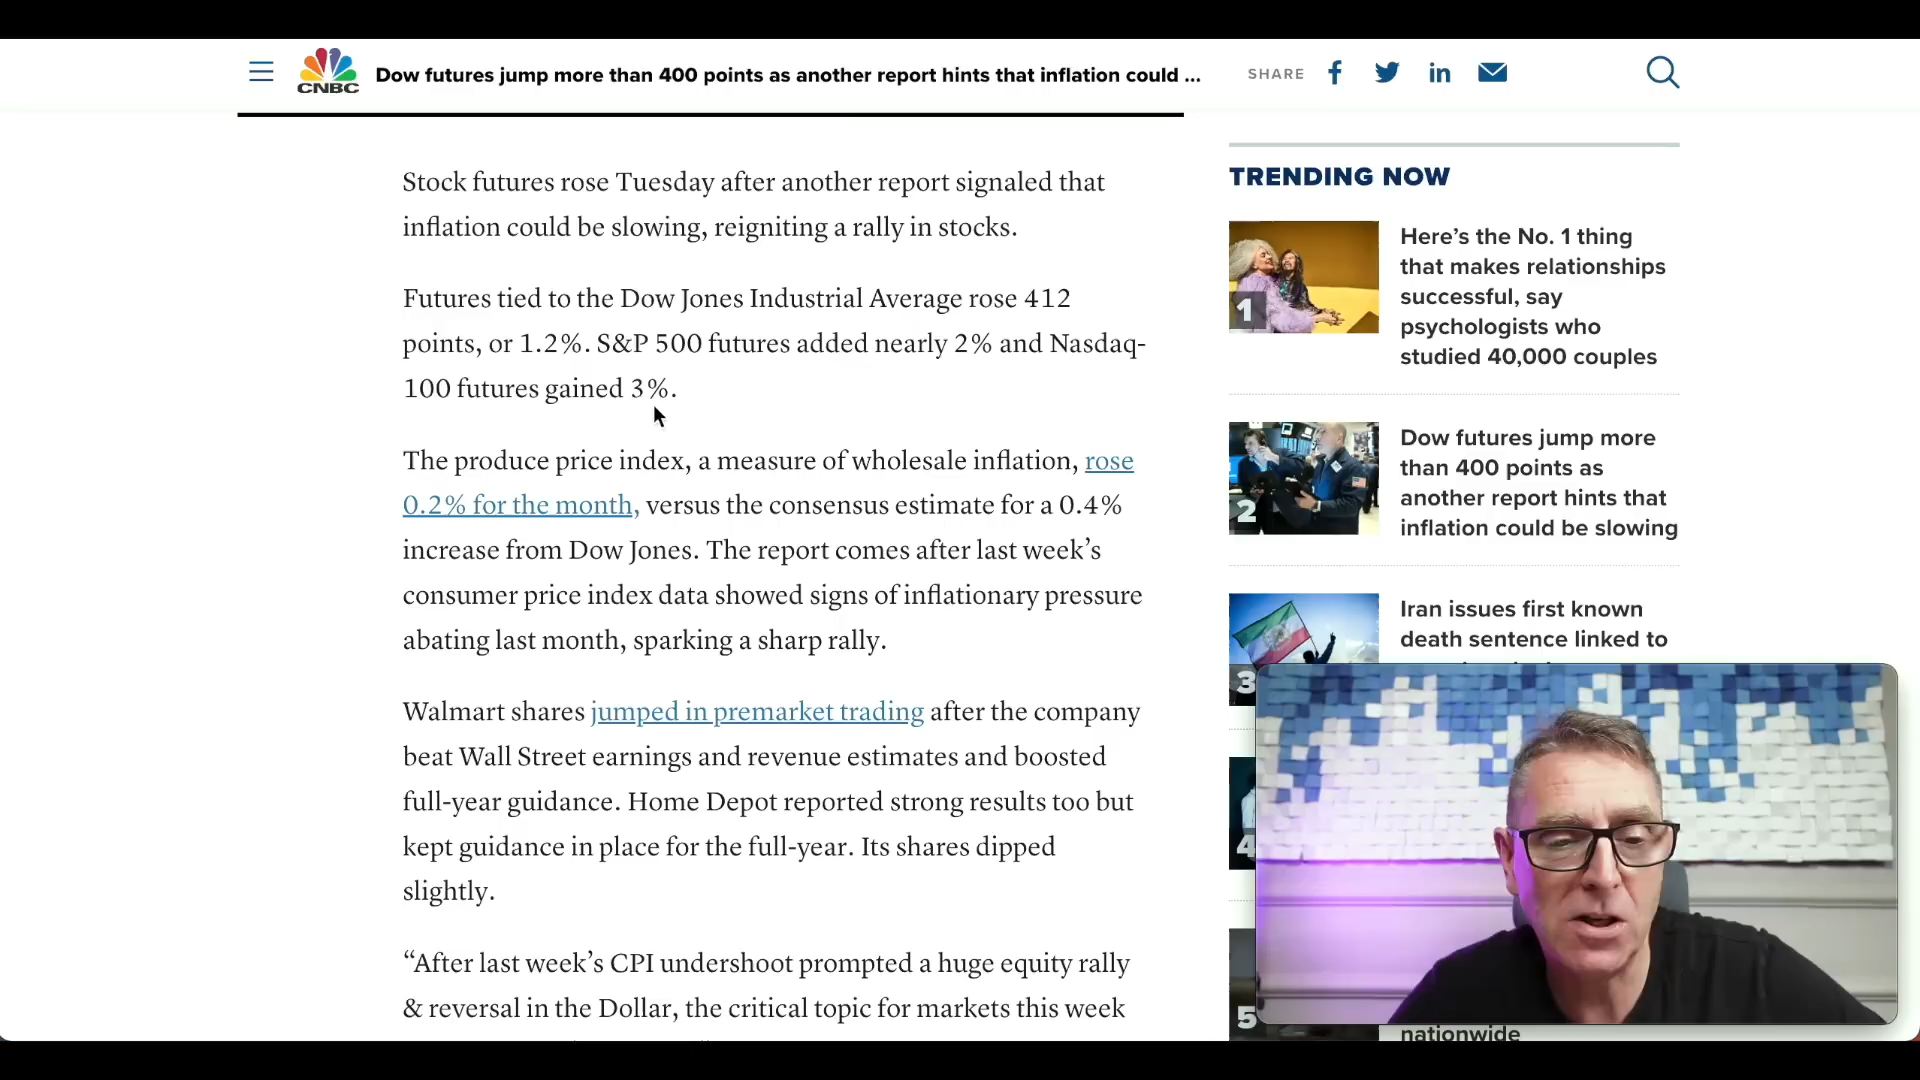 CNBC
Dow futures jump more than 400 points as another report hints that inflation could ...
SHARE
Stock futures rose Tuesday after another report signaled that
inflation could be slowing, reigniting a rally in stocks.
Futures tied to the Dow Jones Industrial Average rose 412
points, or 1.2%. S&P 500 futures added nearly 2% and Nasdaq-
100 futures gained 3%.
The produce price index, a measure of wholesale inflation, rose
0.2% for the month, versus the consensus estimate for a 0.4%
increase from Dow Jones. The report comes after last week’s
consumer price index data showed signs of inflationary pressure
abating last month, sparking a sharp rally.
Walmart shares jumped in premarket trading after the company
beat Wall Street earnings and revenue estimates and boosted
full-year guidance. Home Depot reported strong results too but
kept guidance in place for the full-year. Its shares dipped
slightly.
“After last week’s CPI undershoot prompted a huge equity rally
& reversal in the Dollar, the critical topic for markets this week
TRENDING NOW
1
Here’s the No. 1 thing
that makes relationships
successful, say
psychologists who
studied 40,000 couples
2
Dow futures jump more
than 400 points as
another report hints that
inflation could be slowing
3
Iran issues first known
death sentence linked to
4
5
nationwide